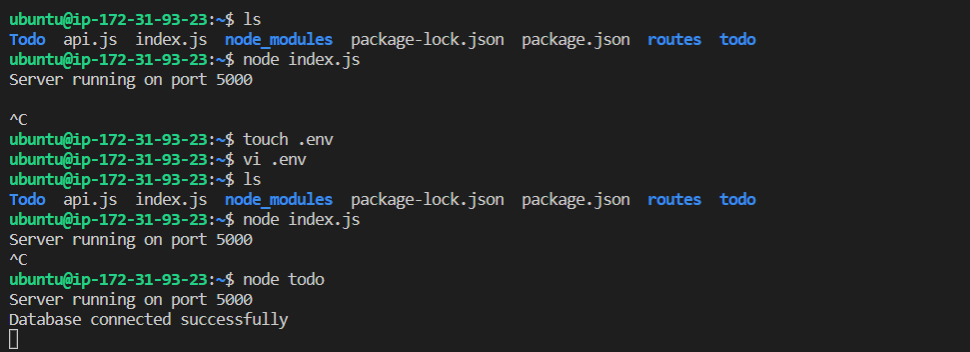 ubuntu@ip-172-31-93-23:~$ ls
Todo api.js index.js node_modules package-lock.json package.json routes todo
ubuntu@ip-172-31-93-23:~$ node index.js
Server running on port 5000
^C
ubuntu@ip-172-31-93-23:~$ touch .env
ubuntu@ip-172-31-93-23:~$ vi .env
ubuntu@ip-172-31-93-23:~$ ls
Todo api.js index.js node_modules package-lock.json package.json routes todo
ubuntu@ip-172-31-93-23:~$ node index.js
Server running on port 5000
^C
ubuntu@ip-172-31-93-23:~$ node todo
Server running on port 5000
Database connected successfully